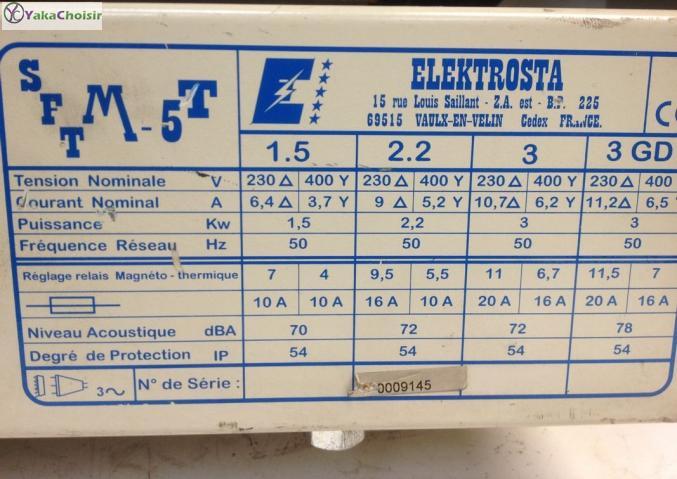 YakaChoisir
SFTM-5T
ELEKTROSTA
15 rue Louis Saillant - Z.A. est - B.P. 225
69515 VAULX-EN-VELIN Cedex FRANCE.
1.5 2.2 3 3 GD
Tension Nominale V 230 Δ 400 Y 230 Δ 400 Y 230 Δ 400 Y 230 Δ 400
Courant Nominal A 6,4 Δ 3,7 Y 9 Δ 5,2 Y 10,7 Δ 6,2 Y 11,2 Δ 6,5
Puissance Kw 1,5 2,2 3 3
Fréquence Réseau Hz 50 50 50 50
Réglage relais Magnéto - thermique 7 4 9,5 5,5 11 6,7 11,5 7
10 A 10 A 16 A 10 A 20 A 16 A 20 A 16 A
Niveau Acoustique dBA 70 72 72 78
Degré de Protection IP 54 54 54 54
3~ N° de Série : 0009145